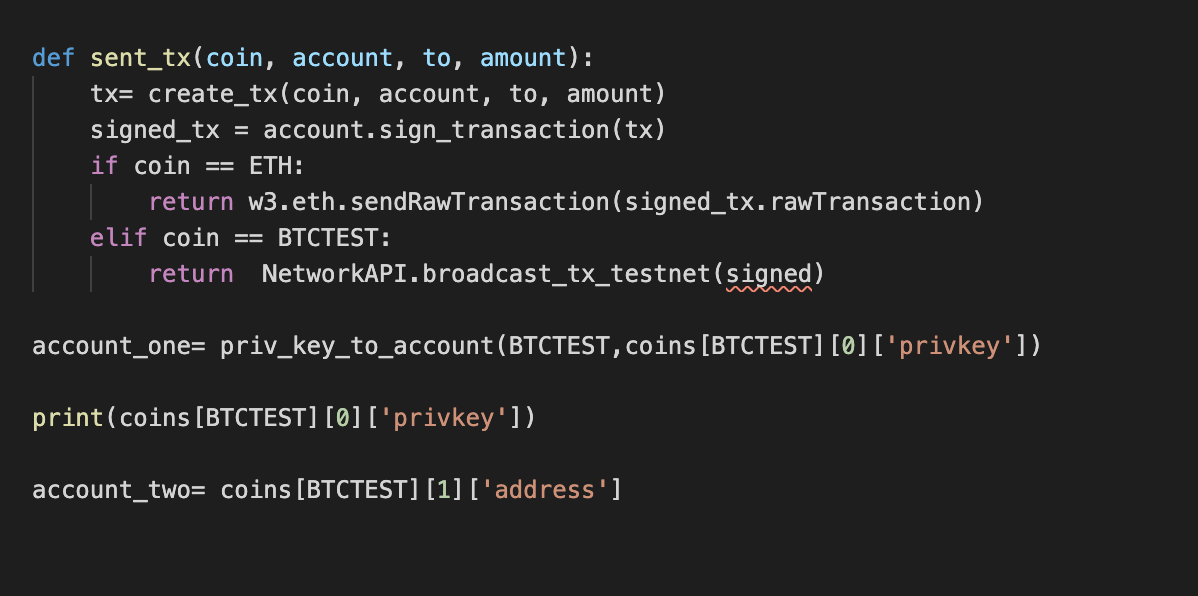 def sent_tx(coin, account, to, amount):
    tx= create_tx(coin, account, to, amount)
    signed_tx = account.sign_transaction(tx)
    if coin == ETH:
        return w3.eth.sendRawTransaction(signed_tx.rawTransaction)
    elif coin == BTCTEST:
        return  NetworkAPI.broadcast_tx_testnet(signed)
account_one= priv_key_to_account(BTCTEST,coins[BTCTEST][0]['privkey'])
print(coins[BTCTEST][0]['privkey'])
account_two= coins[BTCTEST][1]['address']